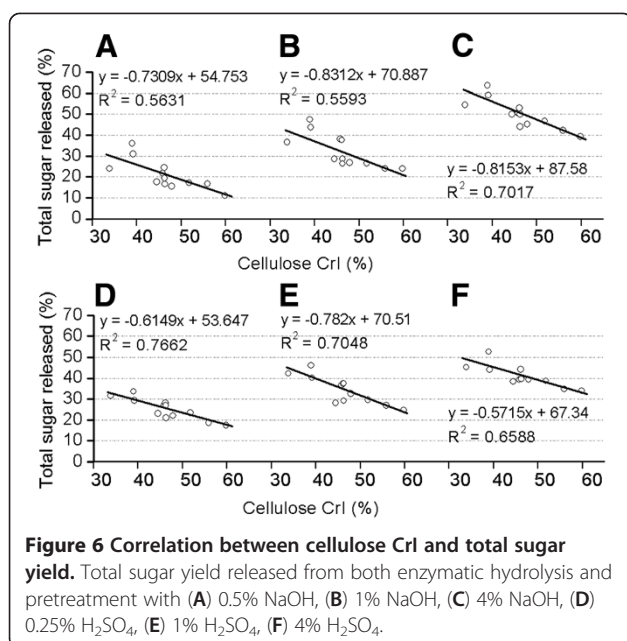 A B C
Total sugar released (%)
70
60
50
40
30
20
10
0
y = -0.7309x + 54.753
R² = 0.5631
y = -0.8312x + 70.887
R² = 0.5593
y = -0.8153x + 87.58
R² = 0.7017
30 40 50 60 30 40 50 60 30 40 50 60
Cellulose CrI (%) Cellulose CrI (%)
D E F
Total sugar released (%)
70
60
50
40
30
20
10
0
y = -0.6149x + 53.647
R² = 0.7662
y = -0.782x + 70.51
R² = 0.7048
y = -0.5715x + 67.34
R² = 0.6588
30 40 50 60 30 40 50 60 30 40 50 60
Cellulose CrI (%) Cellulose CrI (%)
Figure 6 Correlation between cellulose CrI and total sugar
yield. Total sugar yield released from both enzymatic hydrolysis and
pretreatment with (A) 0.5% NaOH, (B) 1% NaOH, (C) 4% NaOH, (D)
0.25% H₂SO₄, (E) 1% H₂SO₄, (F) 4% H₂SO₄.